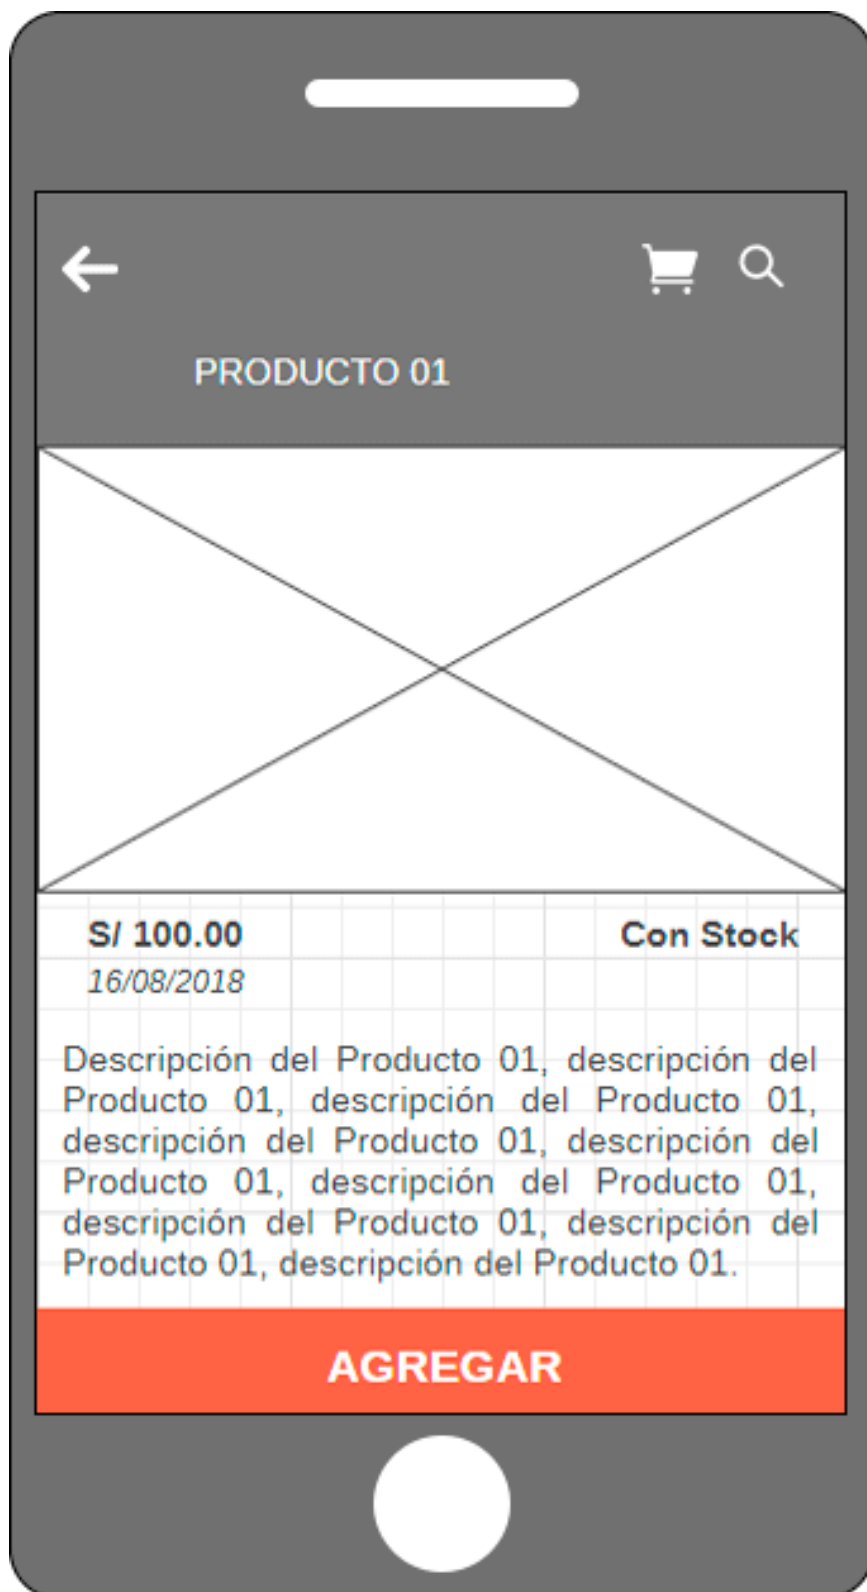 PRODUCTO 01
S/ 100.00
Con Stock
16/08/2018
Descripción del Producto 01, descripción del
Producto 01, descripción del Producto 01,
descripción del Producto 01, descripción del
Producto 01, descripción del Producto 01,
descripción del Producto 01, descripción del
Producto 01, descripción del Producto 01.
AGREGAR